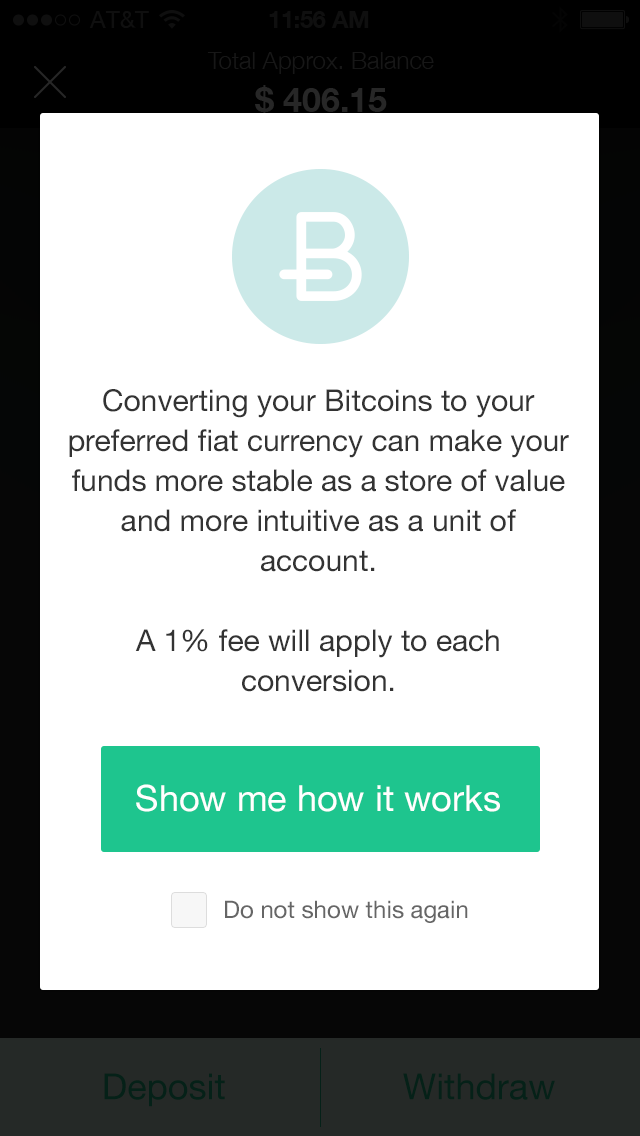 AT&T 11:56 AM
Total Approx. Balance
$ 406.15
Converting your Bitcoins to your
preferred fiat currency can make your
funds more stable as a store of value
and more intuitive as a unit of
account.
A 1% fee will apply to each
conversion.
Show me how it works
Do not show this again
Deposit Withdraw